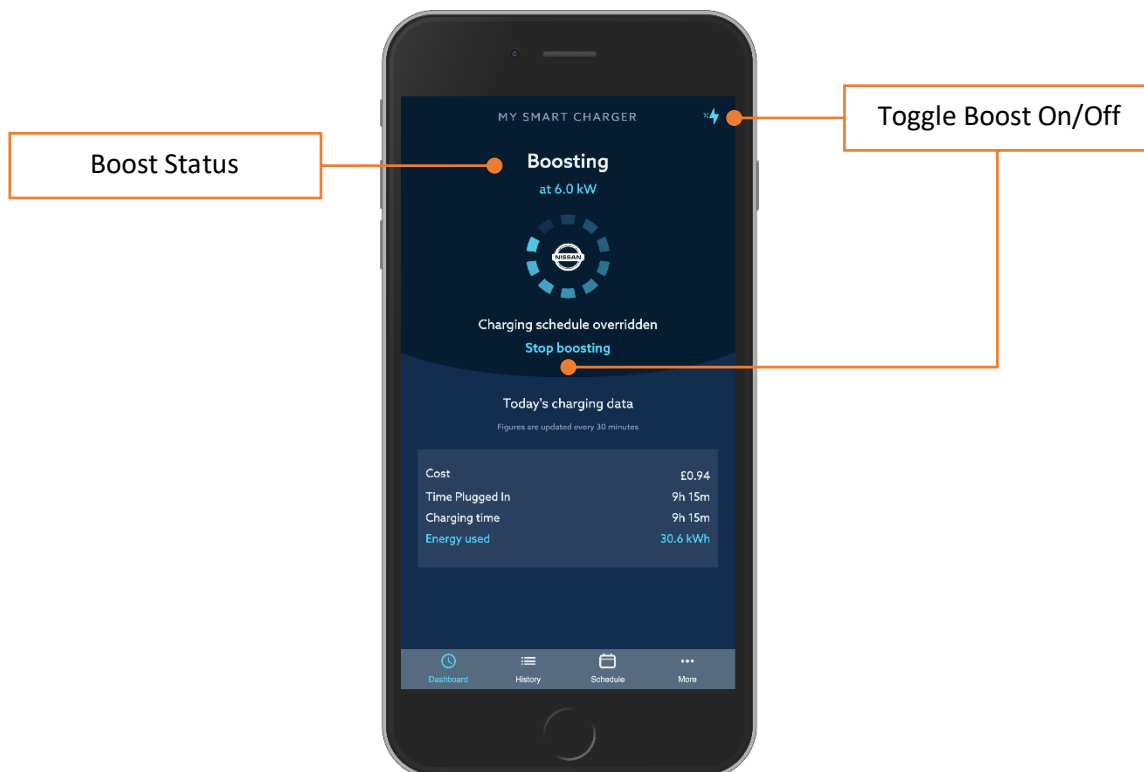 MY SMART CHARGER
Toggle Boost On/Off
Boost Status
Boosting
at 6.0 kW
NISSAN
Charging schedule overridden
Stop boosting
Today's charging data
Figures are updated every 30 minutes
Cost £0.94
Time Plugged In 9h 15m
Charging time 9h 15m
Energy used 30.6 kWh
Dashboard History Schedule More